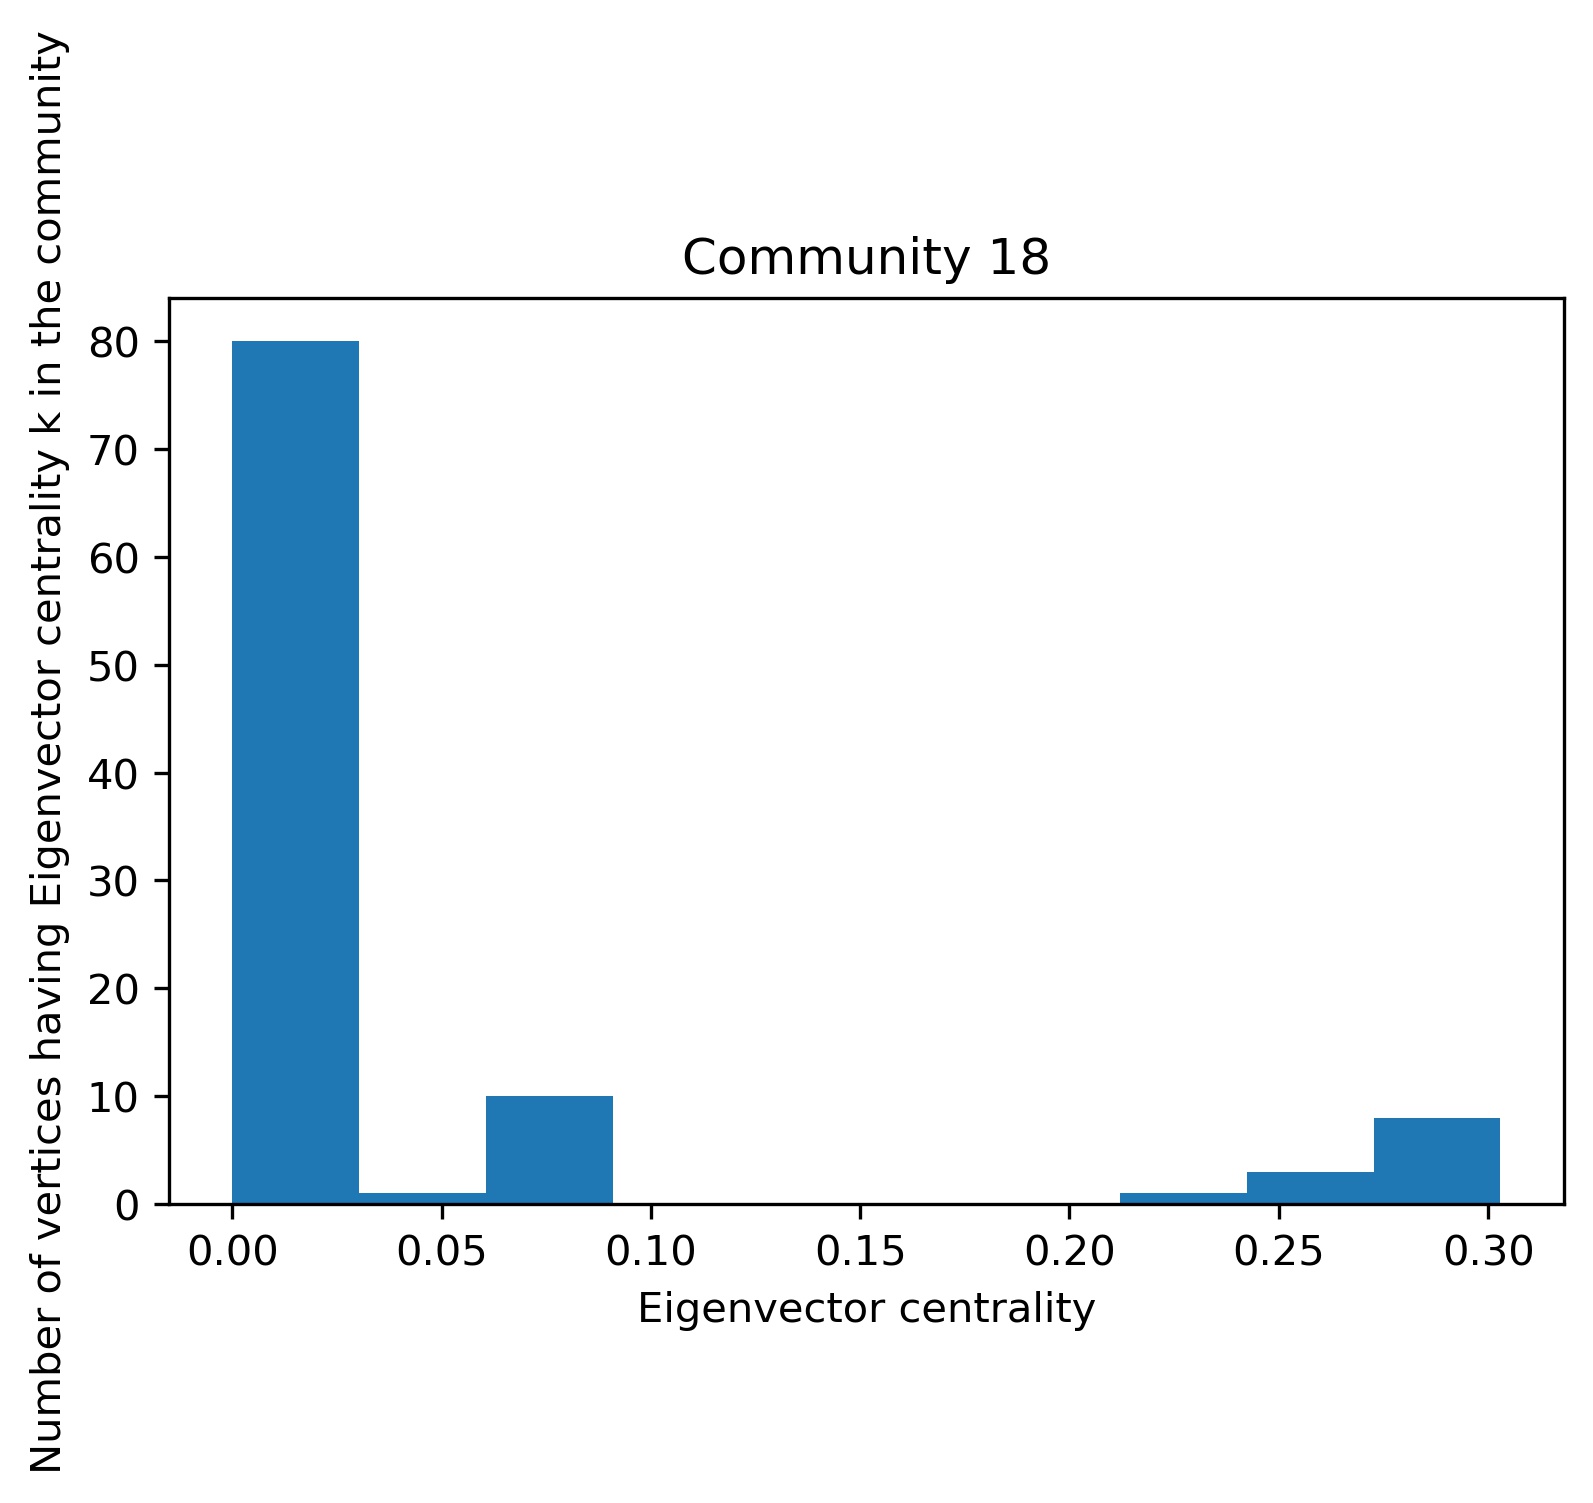 Community 18
Number of vertices having Eigenvector centrality k in the community
80
70
60
50
40
30
20
10
0
0.00 0.05 0.10 0.15 0.20 0.25 0.30
Eigenvector centrality